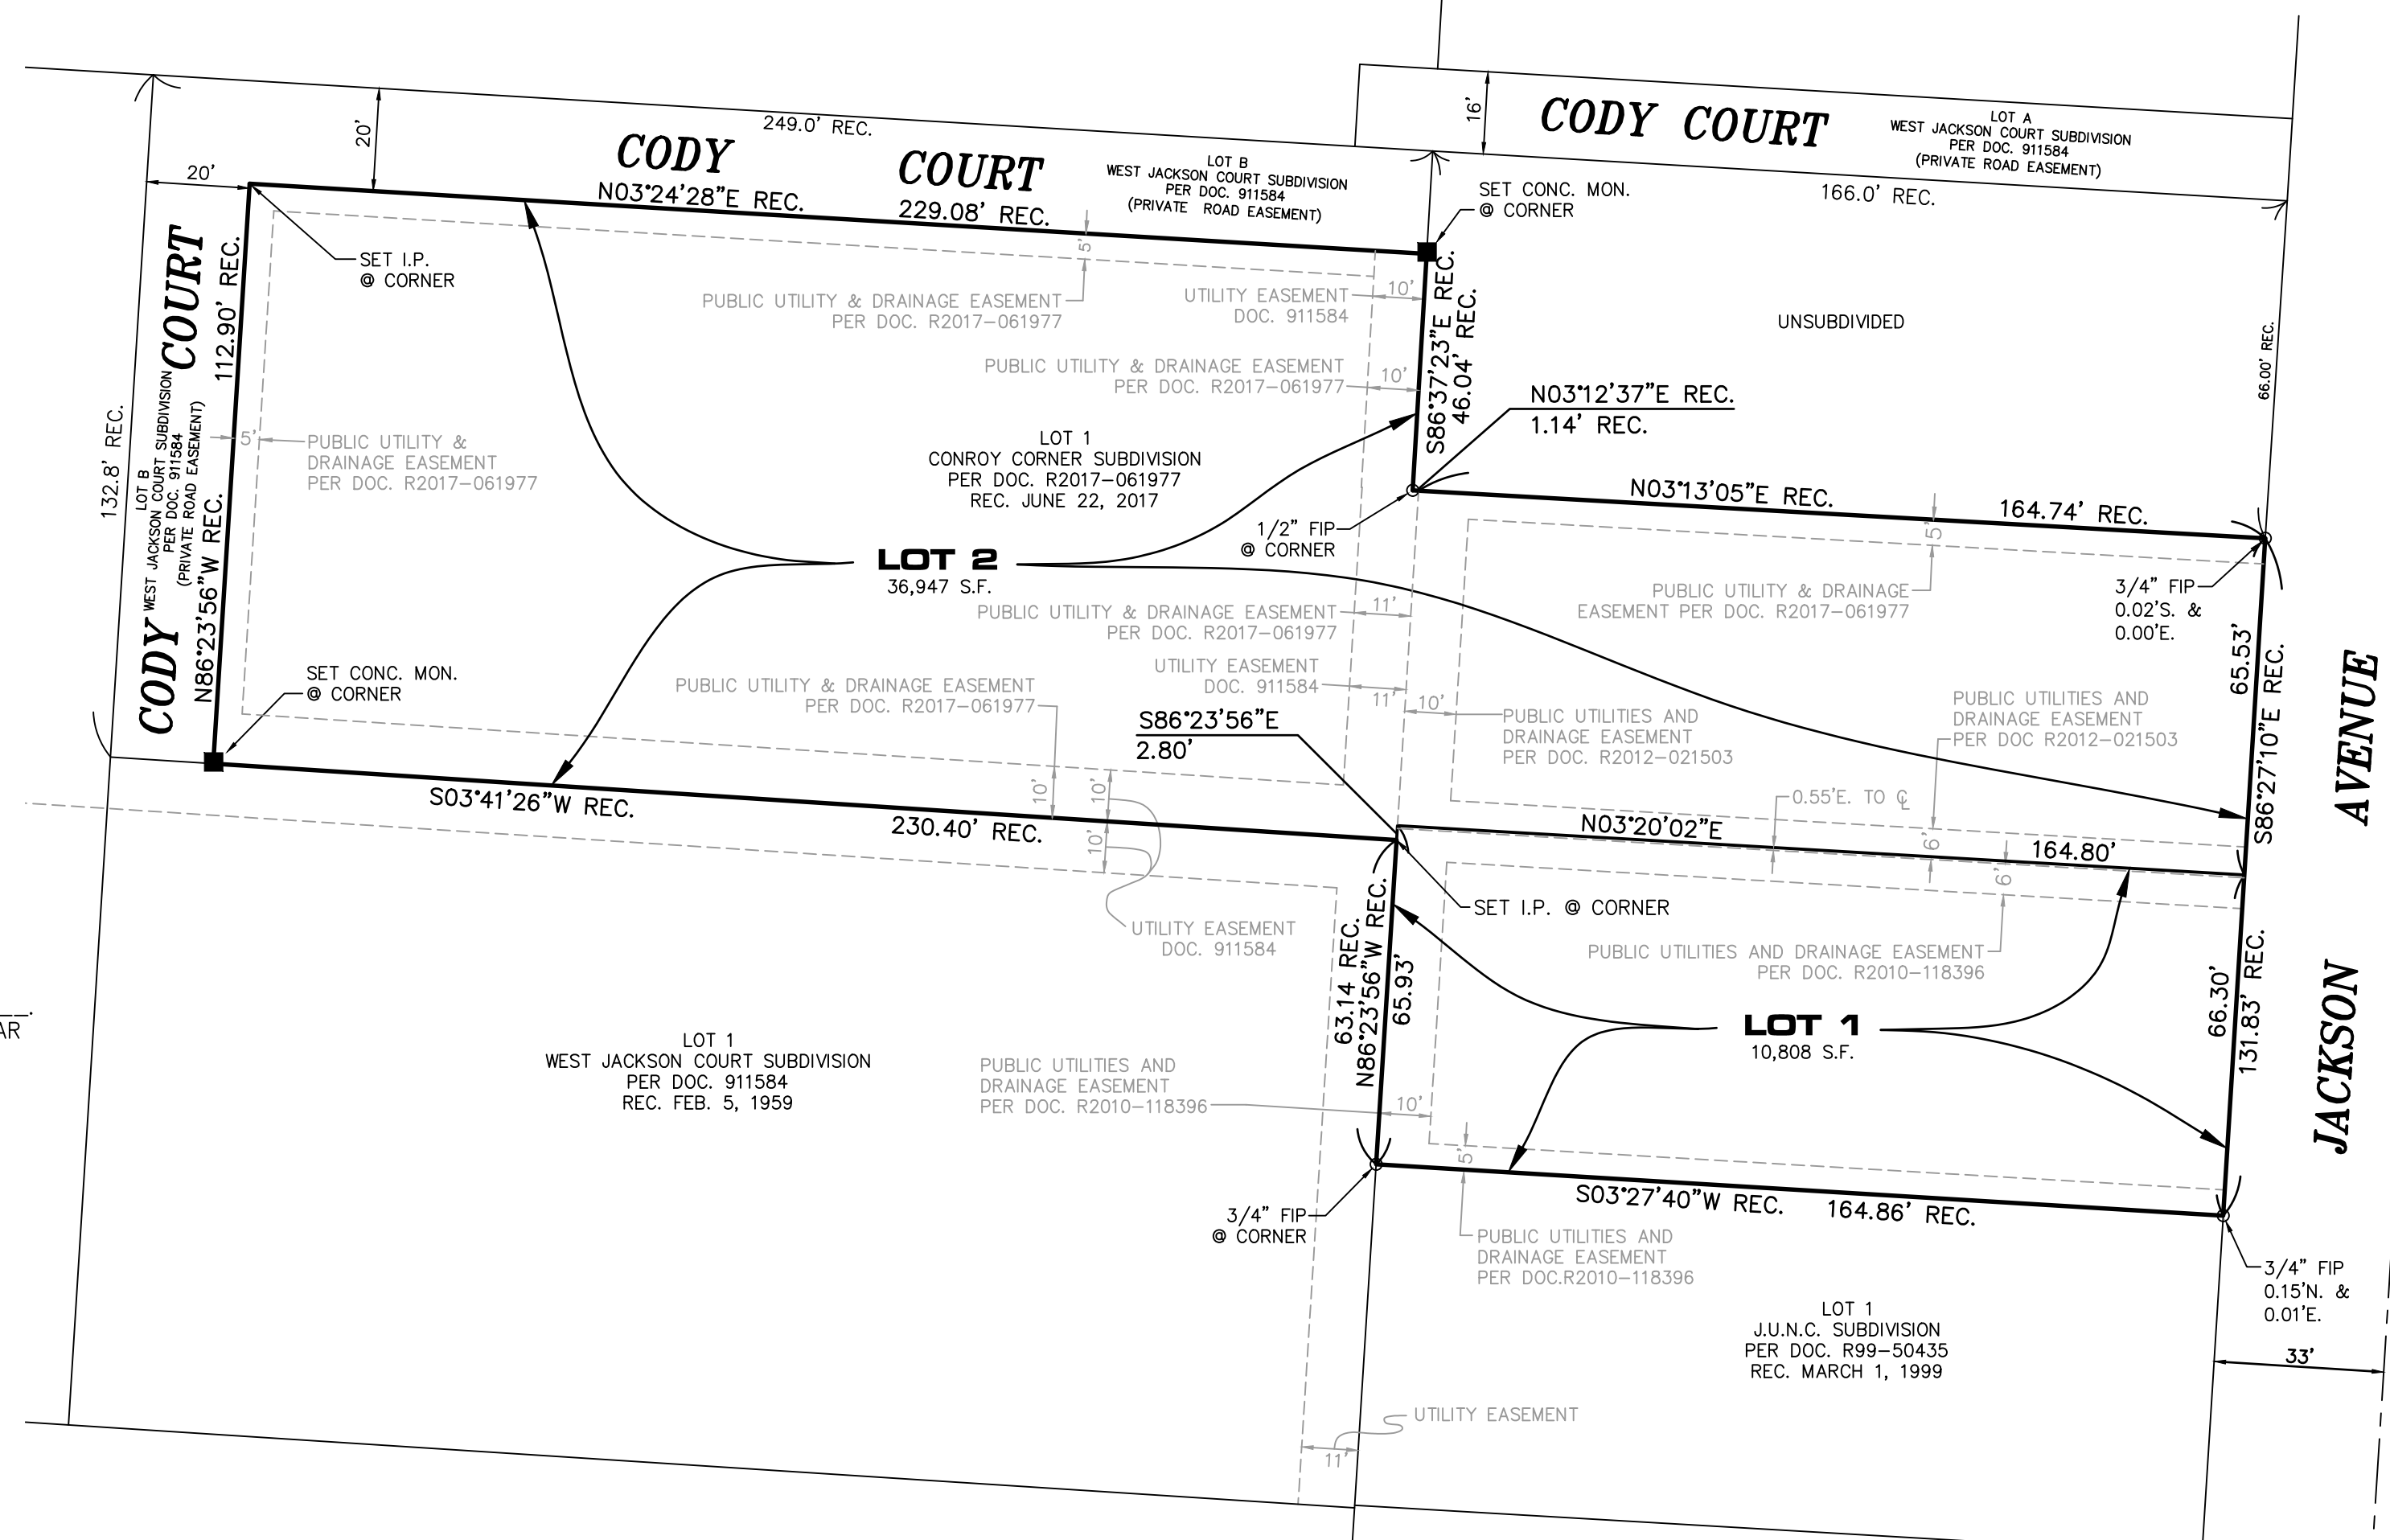 CODY COURT
LOT A
WEST JACKSON COURT SUBDIVISION
PER DOC. 911584
(PRIVATE ROAD EASEMENT)
16'
166.0' REC.
249.0' REC.
20'
20'
CODY COURT
LOT B
WEST JACKSON COURT SUBDIVISION
PER DOC. 911584
(PRIVATE ROAD EASEMENT)
N03°24'28"E REC.
229.08' REC.
SET CONC. MON.
@ CORNER
SET I.P.
@ CORNER
5'
PUBLIC UTILITY & DRAINAGE EASEMENT
PER DOC. R2017-061977
UTILITY EASEMENT
DOC. 911584
10'
PUBLIC UTILITY & DRAINAGE EASEMENT
PER DOC. R2017-061977
10'
S86°37'23"E REC.
46.04' REC.
UNSUBDIVIDED
66.00' REC.
N03°12'37"E REC.
1.14' REC.
CODY COURT
LOT B
WEST JACKSON COURT SUBDIVISION
PER DOC. 911584
(PRIVATE ROAD EASEMENT)
132.8' REC.
N86°23'56"W REC.
112.90' REC.
5'
PUBLIC UTILITY &
DRAINAGE EASEMENT
PER DOC. R2017-061977
LOT 1
CONROY CORNER SUBDIVISION
PER DOC. R2017-061977
REC. JUNE 22, 2017
1/2" FIP
@ CORNER
N03°13'05"E REC.
164.74' REC.
5'
LOT 2
36,947 S.F.
PUBLIC UTILITY & DRAINAGE
EASEMENT PER DOC. R2017-061977
3/4" FIP
0.02'S. &
0.00'E.
PUBLIC UTILITY & DRAINAGE EASEMENT
PER DOC. R2017-061977
11'
UTILITY EASEMENT
DOC. 911584
11'
10'
PUBLIC UTILITIES AND
DRAINAGE EASEMENT
PER DOC. R2012-021503
PUBLIC UTILITIES AND
DRAINAGE EASEMENT
PER DOC R2012-021503
65.53'
S86°27'10"E REC.
JACKSON AVENUE
SET CONC. MON.
@ CORNER
PUBLIC UTILITY & DRAINAGE EASEMENT
PER DOC. R2017-061977
10'
10'
10'
S86°23'56"E
2.80'
0.55'E. TO ℄
S03°41'26"W REC.
230.40' REC.
N03°20'02"E
164.80'
6'
6'
SET I.P. @ CORNER
UTILITY EASEMENT
DOC. 911584
PUBLIC UTILITIES AND DRAINAGE EASEMENT
PER DOC. R2010-118396
63.14 REC.
N86°23'56"W REC.
65.93'
66.30'
131.83' REC.
LOT 1
10,808 S.F.
LOT 1
WEST JACKSON COURT SUBDIVISION
PER DOC. 911584
REC. FEB. 5, 1959
__.
AR
PUBLIC UTILITIES AND
DRAINAGE EASEMENT
PER DOC. R2010-118396
10'
5'
S03°27'40"W REC.
164.86' REC.
3/4" FIP
@ CORNER
PUBLIC UTILITIES AND
DRAINAGE EASEMENT
PER DOC.R2010-118396
3/4" FIP
0.15'N. &
0.01'E.
LOT 1
J.U.N.C. SUBDIVISION
PER DOC. R99-50435
REC. MARCH 1, 1999
33'
UTILITY EASEMENT
11'